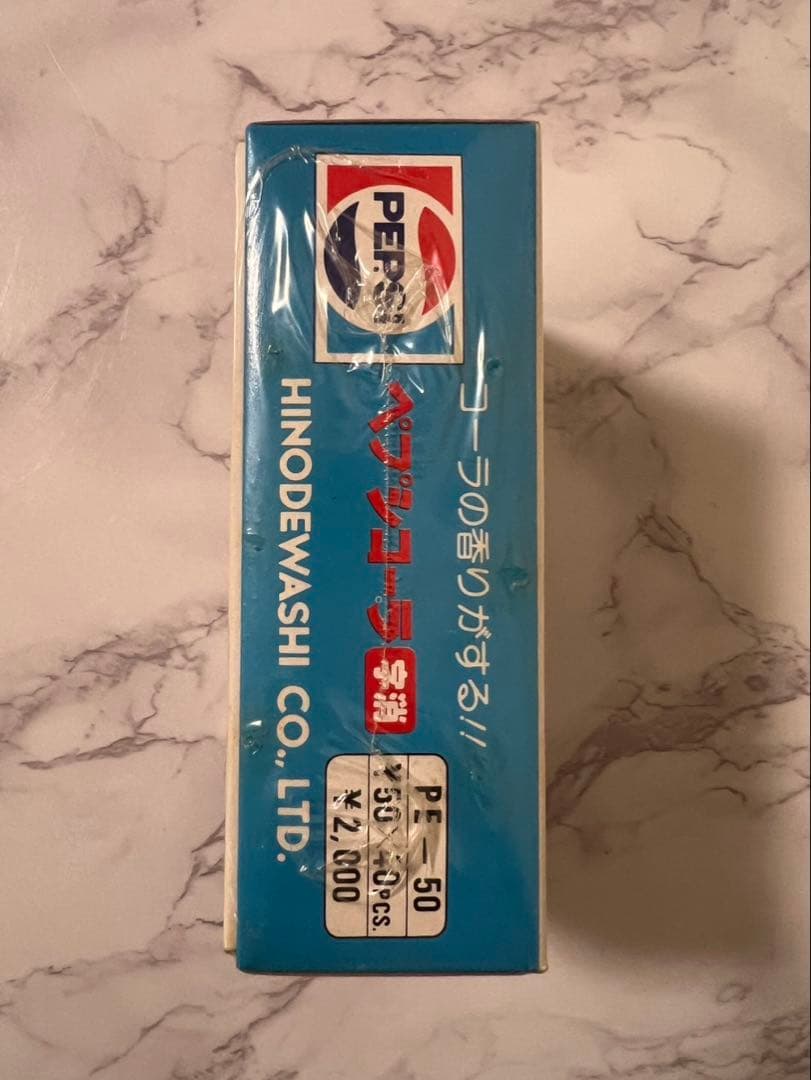 コーラの香りがする!!
PEPSI
ペプシコーラ
字消
HINODEWASHI CO., LTD.
PE-50
¥50×40PCS.
¥2,000